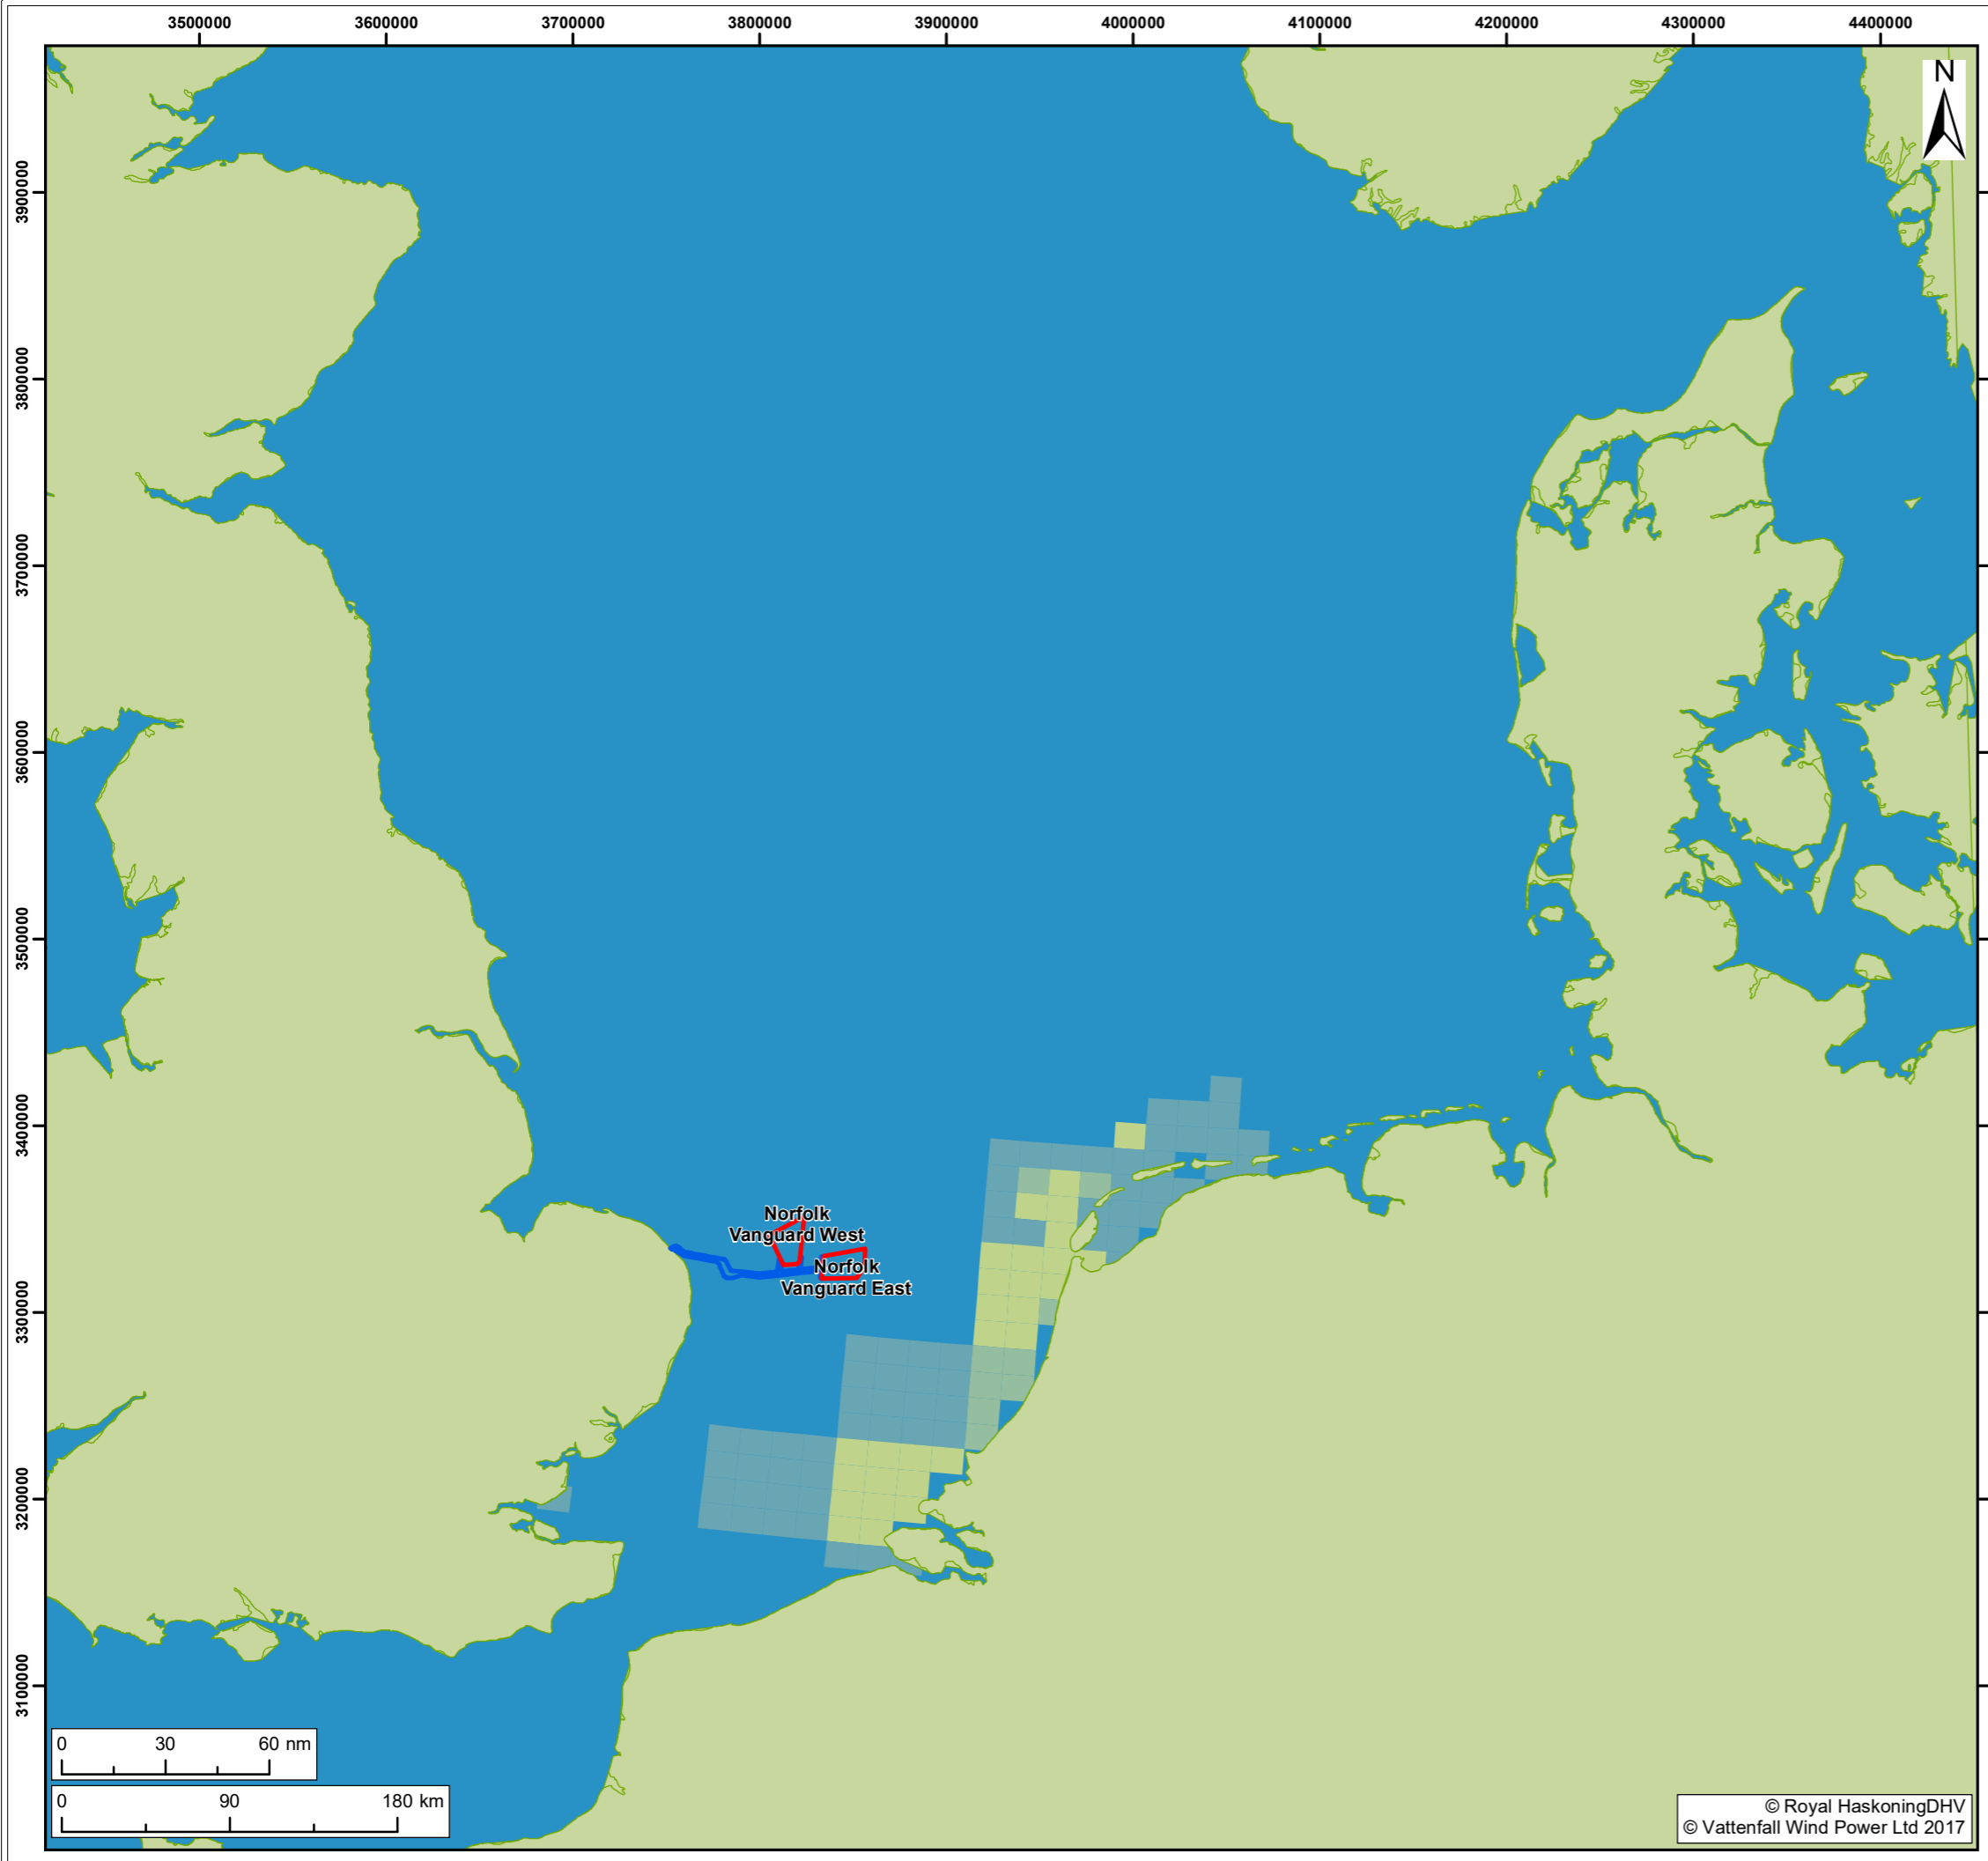 3500000 3600000 3700000 3800000 3900000 4000000 4100000 4200000 4300000 4400000
N
3900000
3800000
3700000
3600000
3500000
3400000
3300000
3200000
3100000
Norfolk
Vanguard West
Norfolk
Vanguard East
0 30 60 nm
0 90 180 km
© Royal HaskoningDHV
© Vattenfall Wind Power Ltd 2017